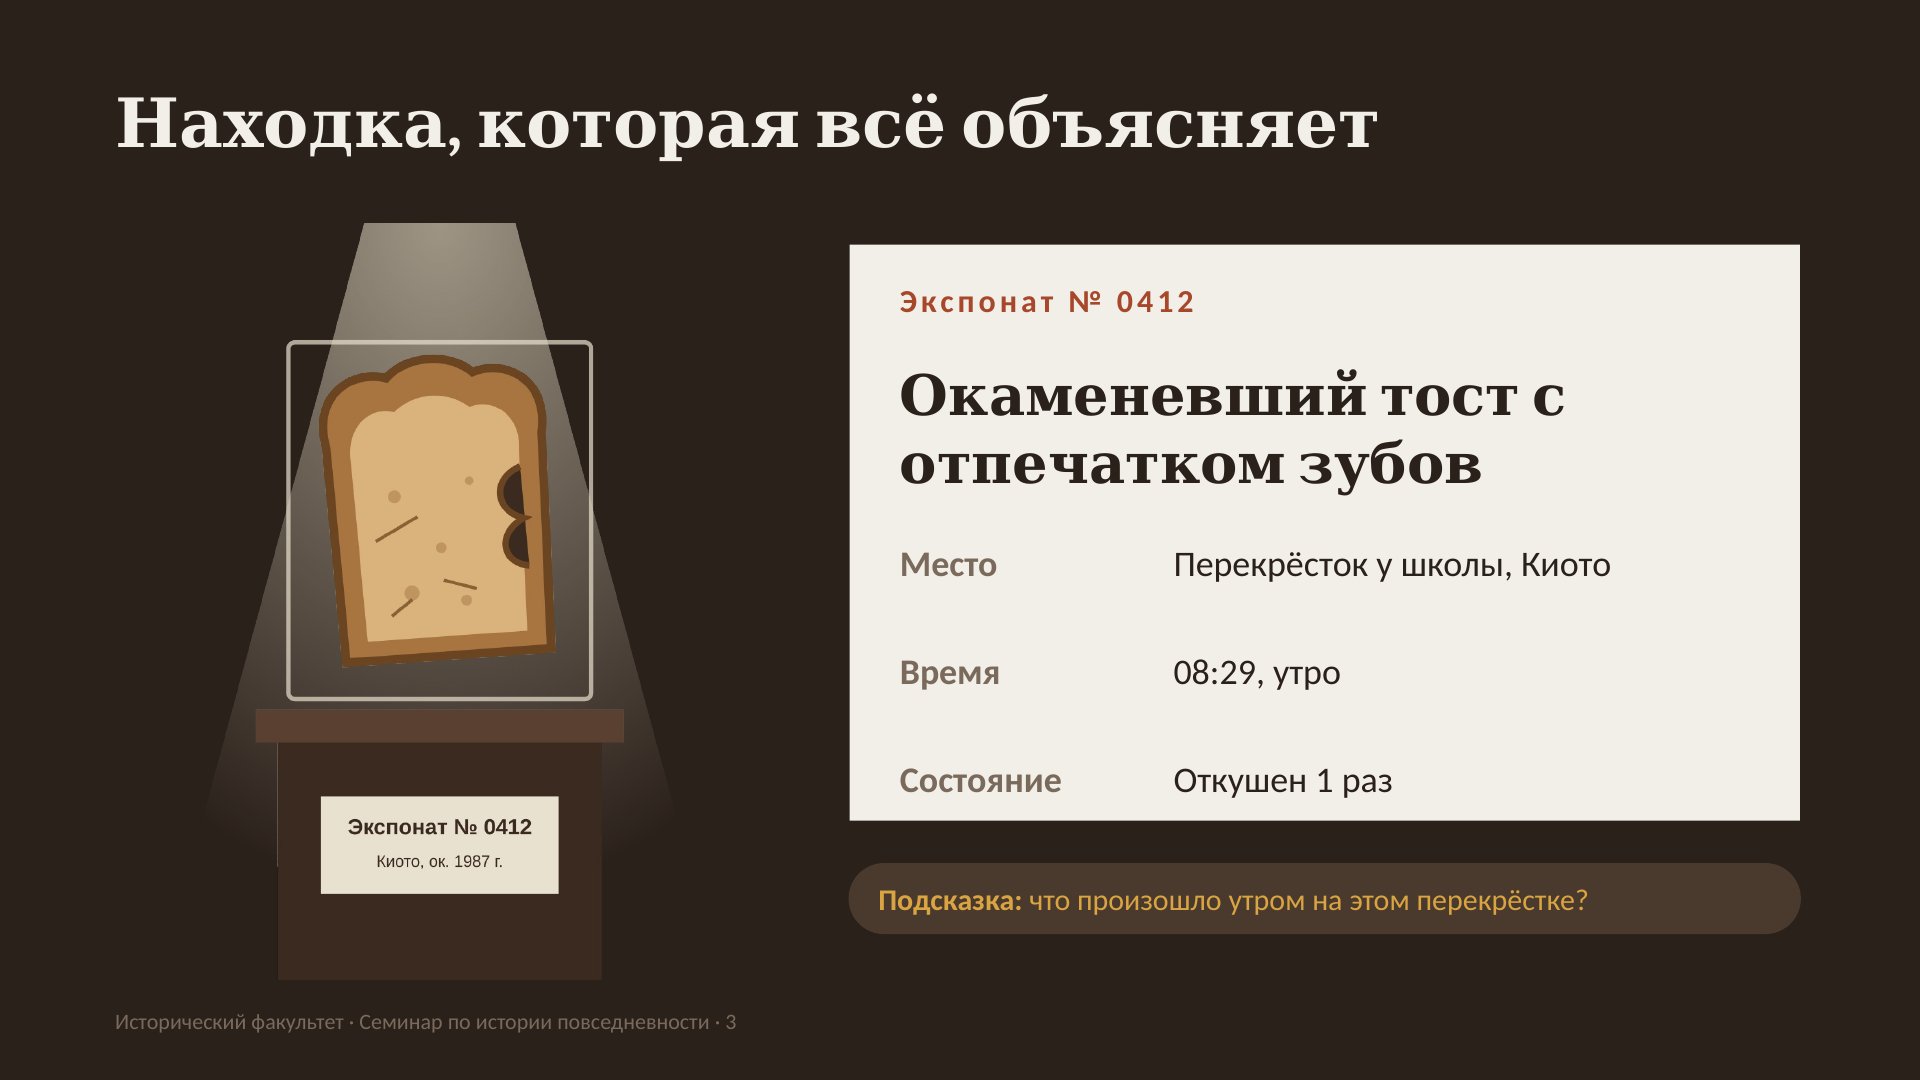 Находка, которая всё объясняет
Экспонат № 0412
Окаменевший тост с
отпечатком зубов
Место Перекрёсток у школы, Киото
Время 08:29, утро
Состояние Откушен 1 раз
Экспонат № 0412
Киото, ок. 1987 г.
Подсказка: что произошло утром на этом перекрёстке?
Исторический факультет · Семинар по истории повседневности · 3